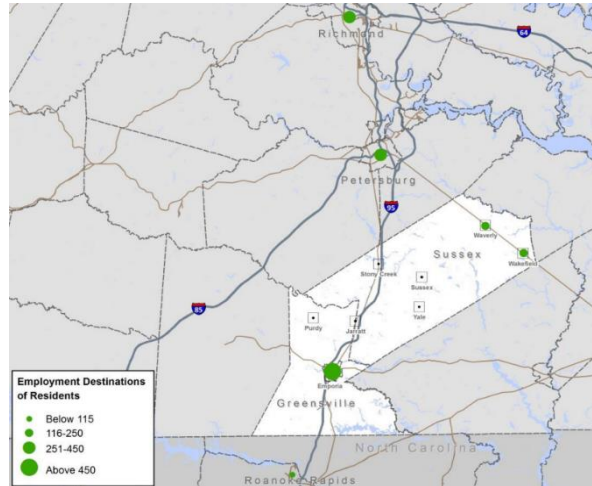 Richmond
64
Petersburg
95
Waverly
Sussex
Wakefield
Stony Creek
Sussex
85
Purdy
Jarratt
Yale
Emporia
Greensville
North Carolina
Roanoke Rapids
Employment Destinations
of Residents
Below 115
116-250
251-450
Above 450